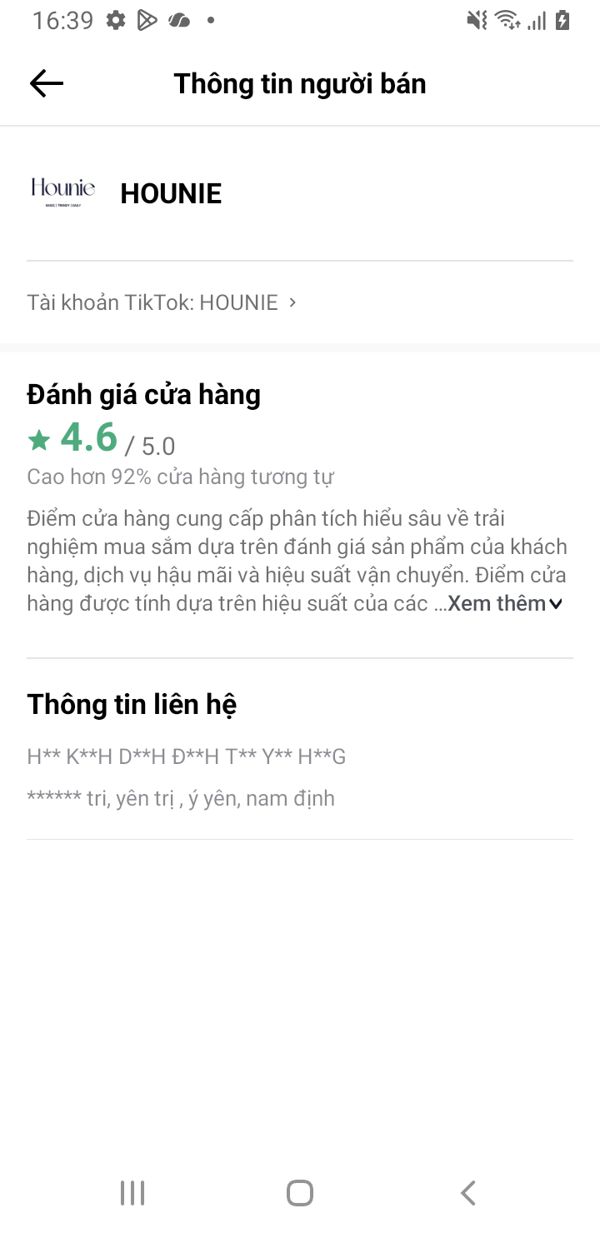 16:39
Thông tin người bán
Hounie
HOUNIE
Tài khoản TikTok: HOUNIE >
Đánh giá cửa hàng
4.6 / 5.0
Cao hơn 92% cửa hàng tương tự
Điểm cửa hàng cung cấp phân tích hiểu sâu về trải
nghiệm mua sắm dựa trên đánh giá sản phẩm của khách
hàng, dịch vụ hậu mãi và hiệu suất vận chuyển. Điểm cửa
hàng được tính dựa trên hiệu suất của các ...Xem thêm
Thông tin liên hệ
H** K**H D**H Đ**H T** Y** H**G
****** tri, yên trị , ý yên, nam định